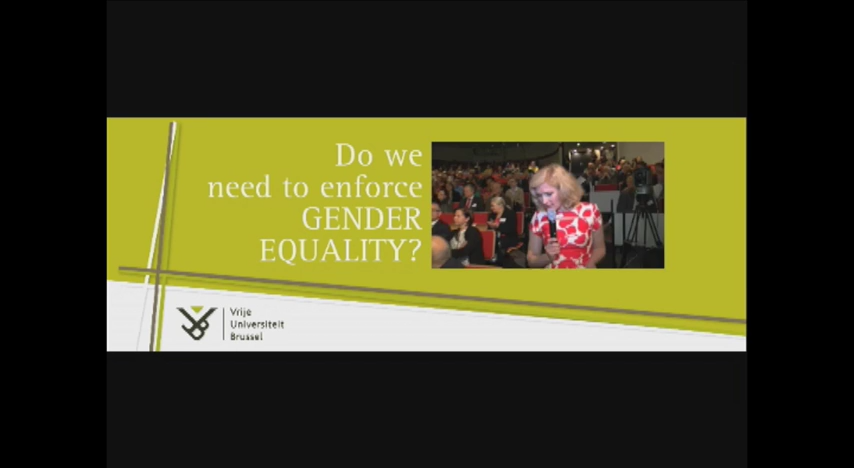 Do we
need to enforce
GENDER
EQUALITY?
Vrije
Universiteit
Brussel